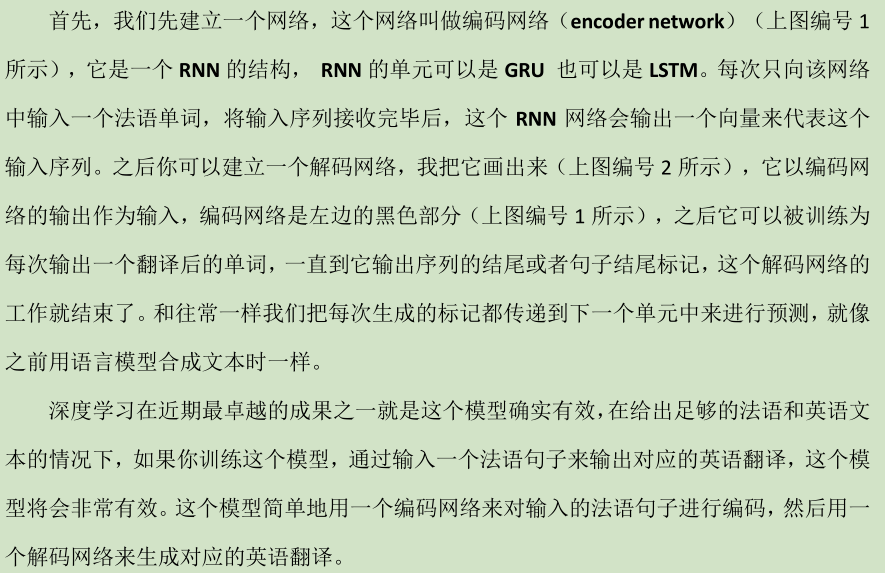 首先，我们先建立一个网络，这个网络叫做编码网络（encoder network）（上图编号 1
所示），它是一个 RNN 的结构， RNN 的单元可以是 GRU 也可以是 LSTM。每次只向该网络
中输入一个法语单词，将输入序列接收完毕后，这个 RNN 网络会输出一个向量来代表这个
输入序列。之后你可以建立一个解码网络，我把它画出来（上图编号 2 所示），它以编码网
络的输出作为输入，编码网络是左边的黑色部分（上图编号 1 所示），之后它可以被训练为
每次输出一个翻译后的单词，一直到它输出序列的结尾或者句子结尾标记，这个解码网络的
工作就结束了。和往常一样我们把每次生成的标记都传递到下一个单元中来进行预测，就像
之前用语言模型合成文本时一样。
深度学习在近期最卓越的成果之一就是这个模型确实有效，在给出足够的法语和英语文
本的情况下，如果你训练这个模型，通过输入一个法语句子来输出对应的英语翻译，这个模
型将会非常有效。这个模型简单地用一个编码网络来对输入的法语句子进行编码，然后用一
个解码网络来生成对应的英语翻译。